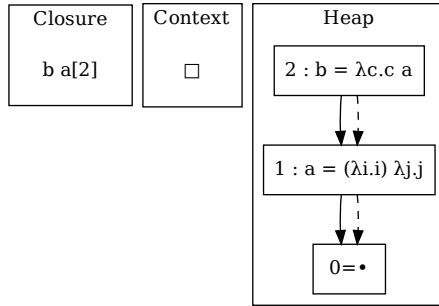 Closure
b a[2]
Context
□
Heap
2 : b = λc.c a
1 : a = (λi.i) λj.j
0=•